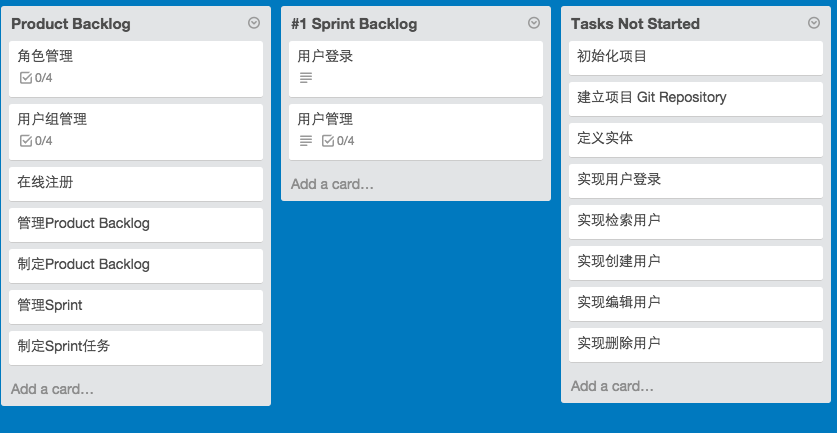 Product Backlog
角色管理
0/4
用户组管理
0/4
在线注册
管理Product Backlog
制定Product Backlog
管理Sprint
制定Sprint任务
Add a card…
#1 Sprint Backlog
用户登录
用户管理
0/4
Add a card…
Tasks Not Started
初始化项目
建立项目 Git Repository
定义实体
实现用户登录
实现检索用户
实现创建用户
实现编辑用户
实现删除用户
Add a card…